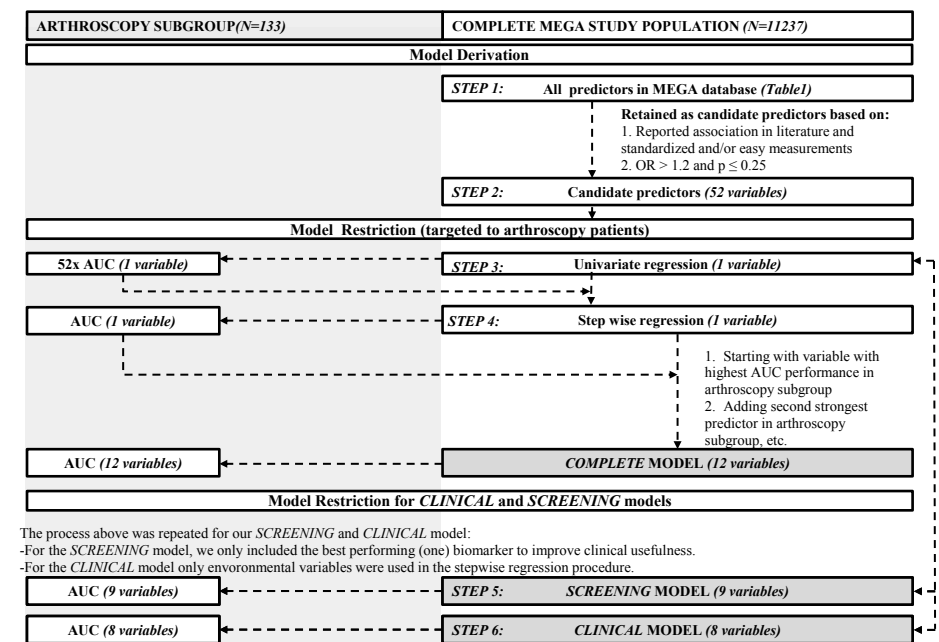 ARTHROSCOPY SUBGROUP(N=133)
COMPLETE MEGA STUDY POPULATION (N=11237)
Model Derivation
STEP 1: All predictors in MEGA database (Table1)
Retained as candidate predictors based on:
1. Reported association in literature and
standardized and/or easy measurements
2. OR > 1.2 and p ≤ 0.25
STEP 2: Candidate predictors (52 variables)
Model Restriction (targeted to arthroscopy patients)
52x AUC (1 variable)
STEP 3: Univariate regression (1 variable)
AUC (1 variable)
STEP 4: Step wise regression (1 variable)
1. Starting with variable with
highest AUC performance in
arthroscopy subgroup
2. Adding second strongest
predictor in arthroscopy
subgroup, etc.
AUC (12 variables)
COMPLETE MODEL (12 variables)
Model Restriction for CLINICAL and SCREENING models
The process above was repeated for our SCREENING and CLINICAL model:
-For the SCREENING model, we only included the best performing (one) biomarker to improve clinical usefulness.
-For the CLINICAL model only envoronmental variables were used in the stepwise regression procedure.
AUC (9 variables)
STEP 5: SCREENING MODEL (9 variables)
AUC (8 variables)
STEP 6: CLINICAL MODEL (8 variables)